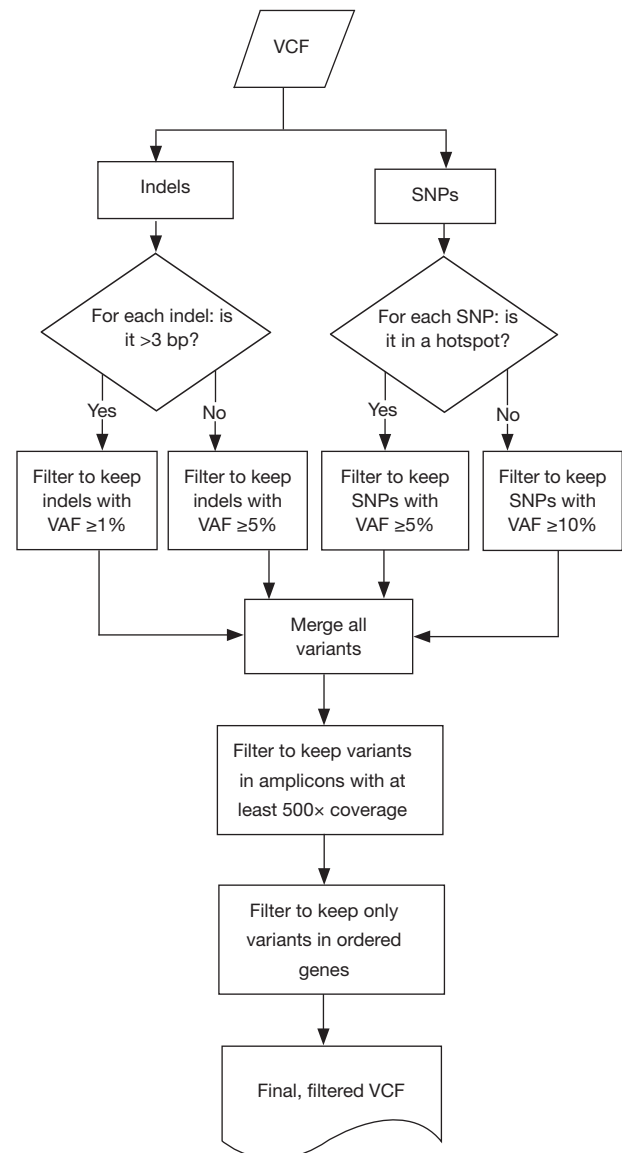 VCF
Indels
SNPs
For each indel: is
it >3 bp?
For each SNP: is
it in a hotspot?
Yes
No
Yes
No
Filter to keep
indels with
VAF ≥1%
Filter to keep
indels with
VAF ≥5%
Filter to keep
SNPs with
VAF ≥5%
Filter to keep
SNPs with
VAF ≥10%
Merge all
variants
Filter to keep variants
in amplicons with at
least 500× coverage
Filter to keep only
variants in ordered
genes
Final, filtered VCF